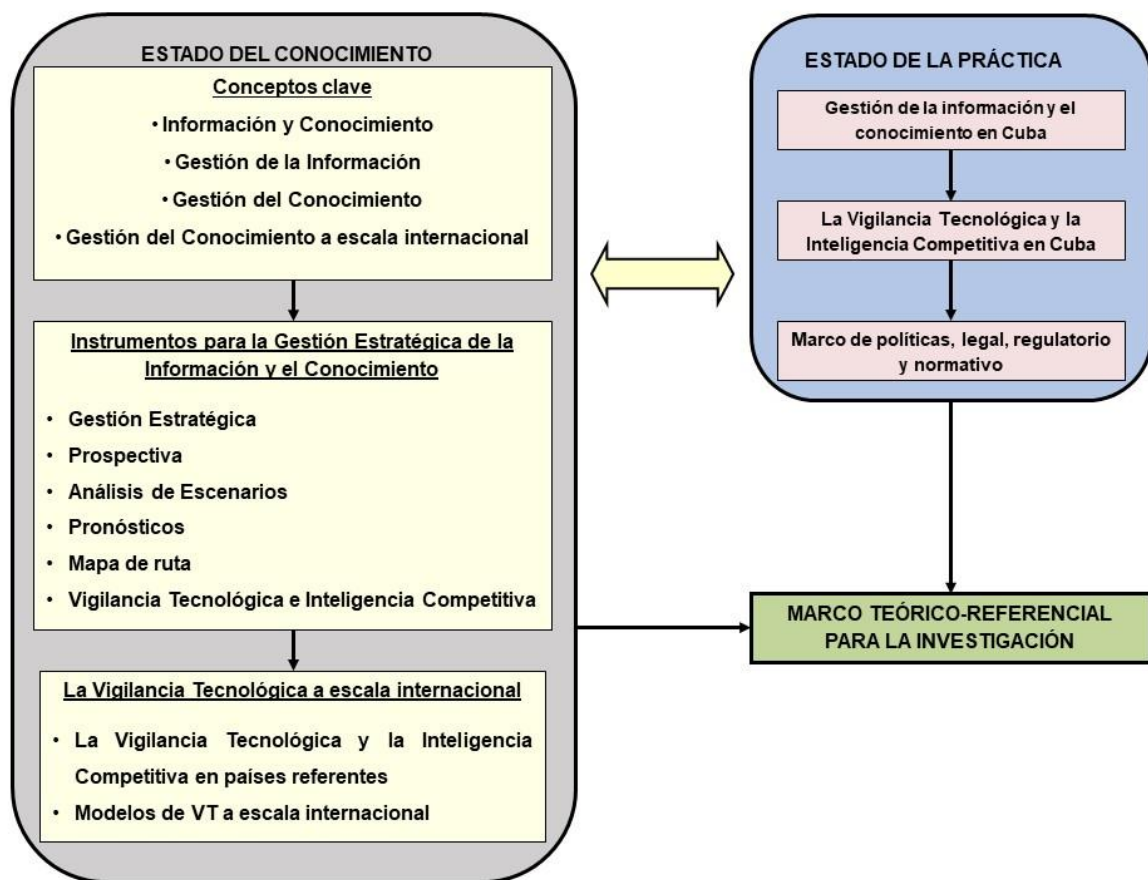 ESTADO DEL CONOCIMIENTO
Conceptos clave
• Información y Conocimiento
• Gestión de la Información
• Gestión del Conocimiento
• Gestión del Conocimiento a escala internacional
Instrumentos para la Gestión Estratégica de la
Información y el Conocimiento
• Gestión Estratégica
• Prospectiva
• Análisis de Escenarios
• Pronósticos
• Mapa de ruta
• Vigilancia Tecnológica e Inteligencia Competitiva
La Vigilancia Tecnológica a escala internacional
• La Vigilancia Tecnológica y la Inteligencia
Competitiva en países referentes
• Modelos de VT a escala internacional
ESTADO DE LA PRÁCTICA
Gestión de la información y el
conocimiento en Cuba
La Vigilancia Tecnológica y la
Inteligencia Competitiva en Cuba
Marco de políticas, legal, regulatorio
y normativo
MARCO TEÓRICO-REFERENCIAL
PARA LA INVESTIGACIÓN